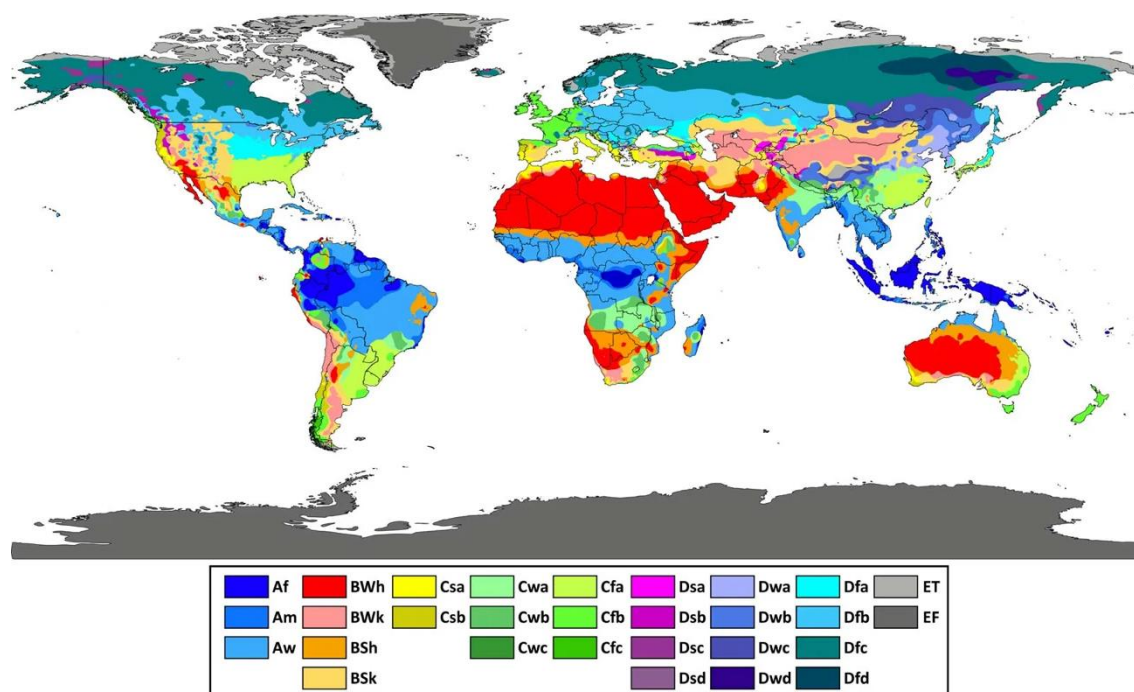 Af BWh Csa Cwa Cfa Dsa Dwa Dfa ET
Am BWk Csb Cwb Cfb Dsb Dwb Dfb EF
Aw BSh Cwc Cfc Dsc Dwc Dfc
BSk Dsd Dwd Dfd